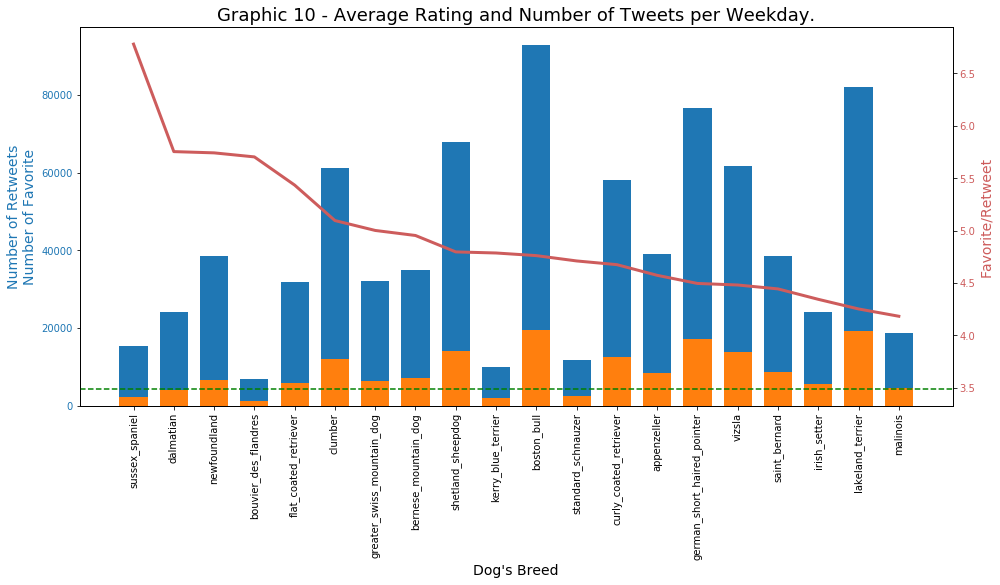 Graphic 10 - Average Rating and Number of Tweets per Weekday.
Number of Retweets
Number of Favorite
80000
60000
40000
20000
0
6.5
6.0
5.5
5.0
4.5
4.0
3.5
Favorite/Retweet
sussex_spaniel
dalmatian
newfoundland
bouvier_des_flandres
flat_coated_retriever
clumber
greater_swiss_mountain_dog
bernese_mountain_dog
shetland_sheepdog
kerry_blue_terrier
boston_bull
standard_schnauzer
curly_coated_retriever
appenzeller
german_short_haired_pointer
vizsla
saint_bernard
irish_setter
lakeland_terrier
malinois
Dog's Breed